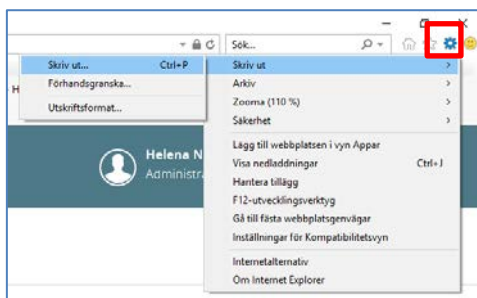 Sök...
Skriv ut... Ctrl+P
Förhandsgranska...
Utskriftsformat...
H
Skriv ut
Arkiv
Zooma (110 %)
Säkerhet
Lägg till webbplatsen i vyn Appar
Visa nedladdningar Ctrl+J
Hantera tillägg
F12-utvecklingsverktyg
Gå till fästa webbplatsgenvägar
Inställningar för Kompatibilitetsvyn
Internetalternativ
Om Internet Explorer
Helena N
Administra